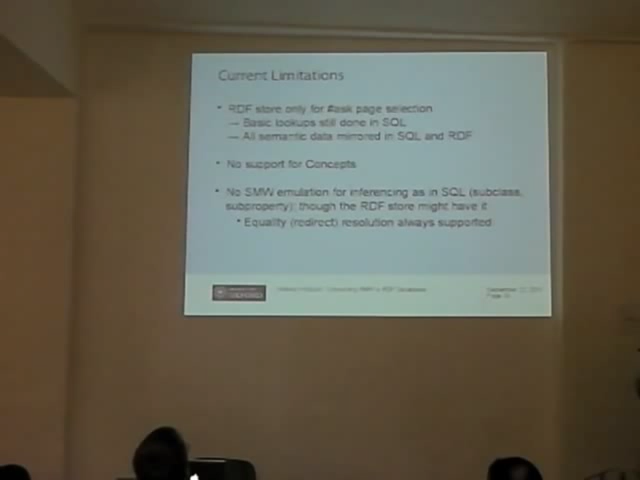 Current Limitations
• RDF store only for #ask page selection
— Basic lookups still done in SQL
— All semantic data mirrored in SQL and RDF
• No support for Concepts
• No SMW emulation for inferencing as in SQL (subclass,
subproperty); though the RDF store might have it
• Equality (redirect) resolution always supported
OXFORD